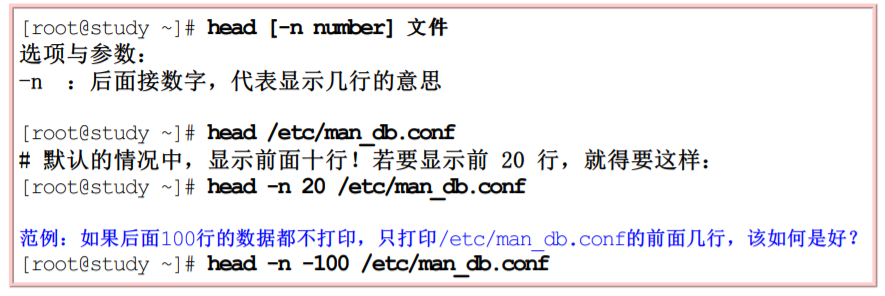 [root@study ~]# head [-n number] 文件
选项与参数：
-n  ：后面接数字，代表显示几行的意思
[root@study ~]# head /etc/man_db.conf
# 默认的情况中，显示前面十行！若要显示前 20 行，就得要这样：
[root@study ~]# head -n 20 /etc/man_db.conf
范例：如果后面100行的数据都不打印，只打印/etc/man_db.conf的前面几行，该如何是好？
[root@study ~]# head -n -100 /etc/man_db.conf